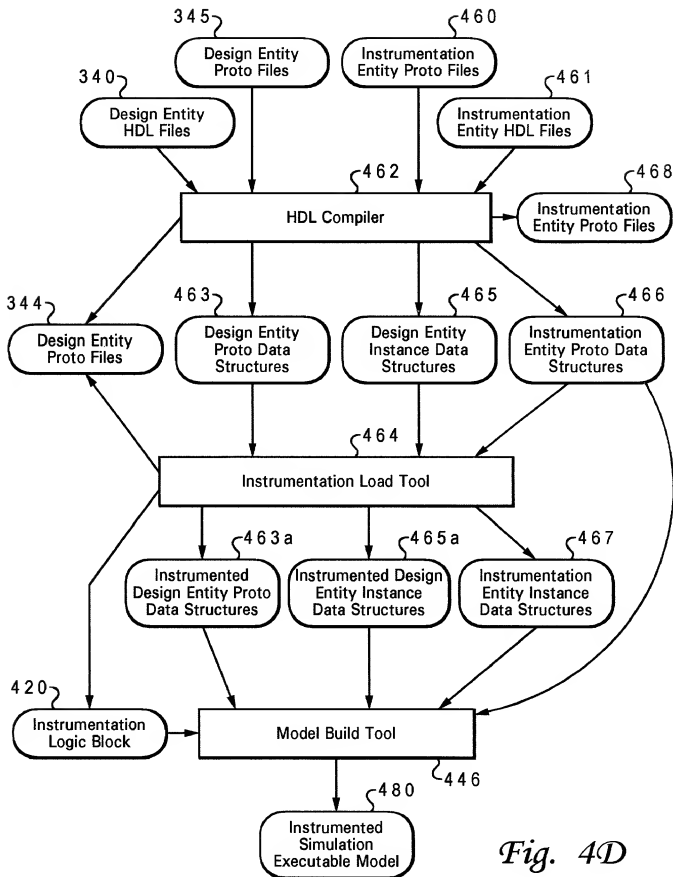 345
Design Entity
Proto Files
460
Instrumentation
Entity Proto Files
340
Design Entity
HDL Files
461
Instrumentation
Entity HDL Files
462
HDL Compiler
468
Instrumentation
Entity Proto Files
344
Design Entity
Proto Files
463
Design Entity
Proto Data
Structures
465
Design Entity
Instance Data
Structures
466
Instrumentation
Entity Proto Data
Structures
464
Instrumentation Load Tool
463a
Instrumented
Design Entity Proto
Data Structures
465a
Instrumented Design
Entity Instance
Data Structures
467
Instrumentation
Entity Instance
Data Structures
420
Instrumentation
Logic Block
Model Build Tool
446
480
Instrumented
Simulation
Executable Model
Fig. 4D